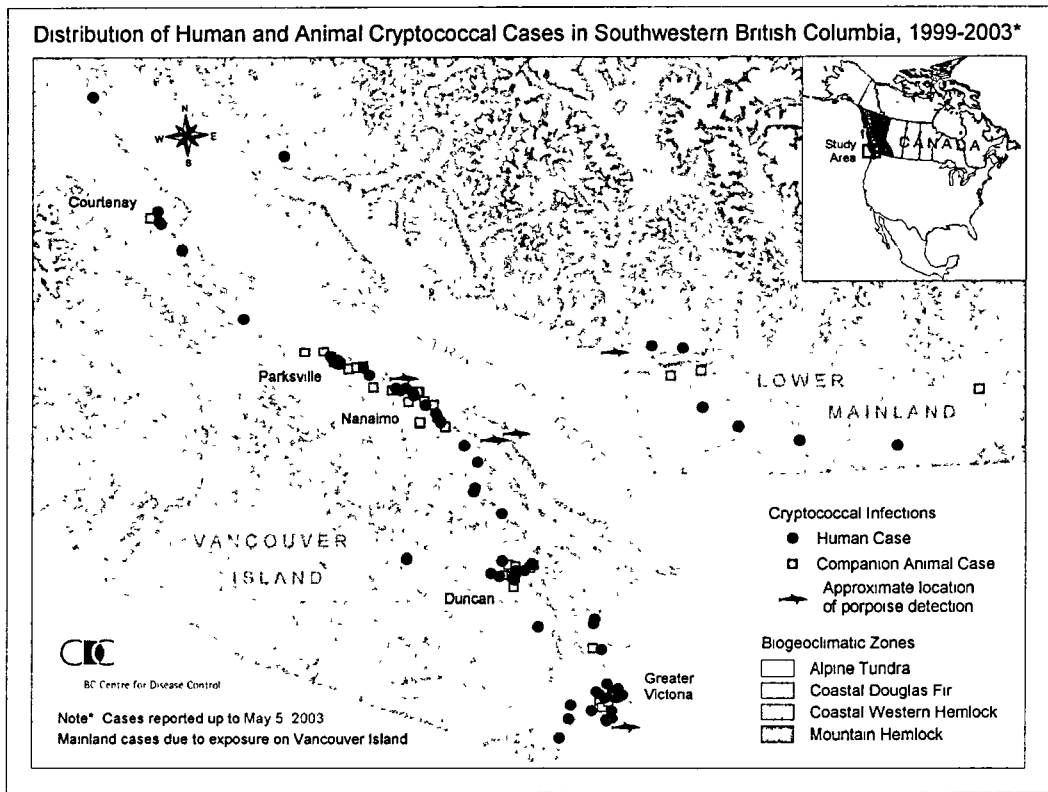 Distribution of Human and Animal Cryptococcal Cases in Southwestern British Columbia, 1999-2003*
N
W E
S
Study
Area
CANADA
Courtenay
Parksville
Nanaimo
LOWER
MAINLAND
VANCOUVER
ISLAND
Duncan
Greater
Victoria
Cryptococcal Infections
Human Case
Companion Animal Case
Approximate location
of porpoise detection
Biogeoclimatic Zones
Alpine Tundra
Coastal Douglas Fir
Coastal Western Hemlock
Mountain Hemlock
CDC
BC Centre for Disease Control
Note* Cases reported up to May 5 2003
Mainland cases due to exposure on Vancouver Island